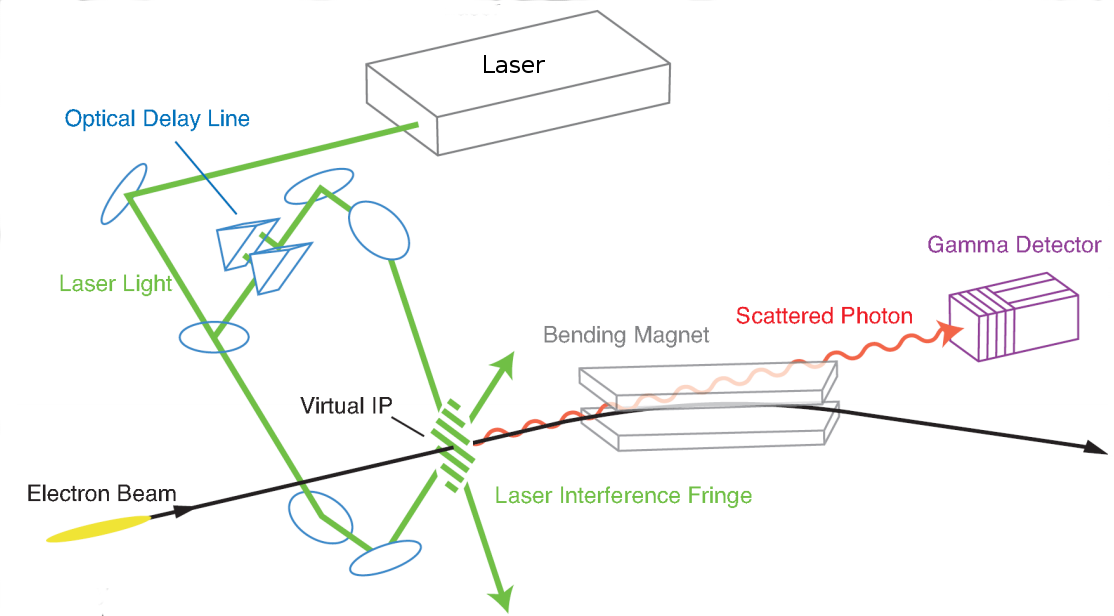 Laser
Optical Delay Line
Gamma Detector
Laser Light
Scattered Photon
Bending Magnet
Virtual IP
Electron Beam
Laser Interference Fringe